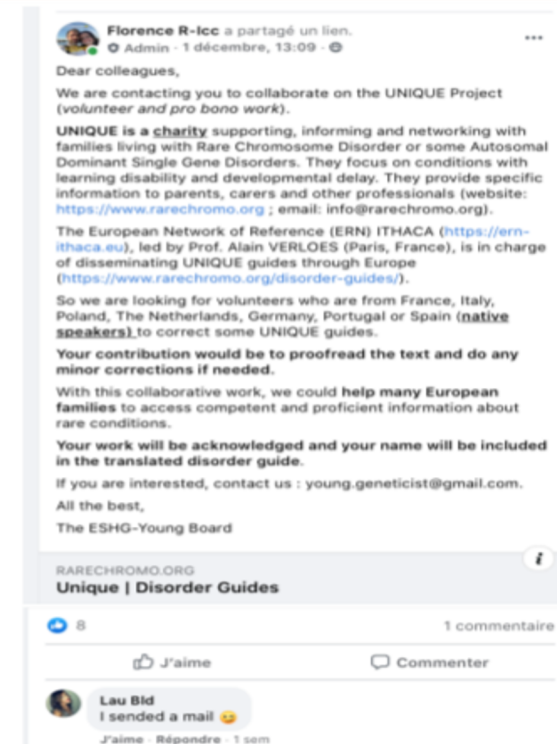 Florence R-Icc a partagé un lien.
Admin · 1 décembre, 13:09 ·
Dear colleagues,
We are contacting you to collaborate on the UNIQUE Project
(volunteer and pro bono work).
UNIQUE is a charity supporting, informing and networking with
families living with Rare Chromosome Disorder or some Autosomal
Dominant Single Gene Disorders. They focus on conditions with
learning disability and developmental delay. They provide specific
information to parents, carers and other professionals (website:
https://www.rarechromo.org ; email: info@rarechromo.org).
The European Network of Reference (ERN) ITHACA (https://ern-
ithaca.eu), led by Prof. Alain VERLOES (Paris, France), is in charge
of disseminating UNIQUE guides through Europe
(https://www.rarechromo.org/disorder-guides/).
So we are looking for volunteers who are from France, Italy,
Poland, The Netherlands, Germany, Portugal or Spain (native
speakers) to correct some UNIQUE guides.
Your contribution would be to proofread the text and do any
minor corrections if needed.
With this collaborative work, we could help many European
families to access competent and proficient information about
rare conditions.
Your work will be acknowledged and your name will be included
in the translated disorder guide.
If you are interested, contact us : young.geneticist@gmail.com.
All the best,
The ESHG-Young Board
RARECHROMO.ORG
Unique | Disorder Guides
8
1 commentaire
J'aime
Commenter
Lau Bld
I sended a mail 😉
J'aime · Répondre · 1 sem